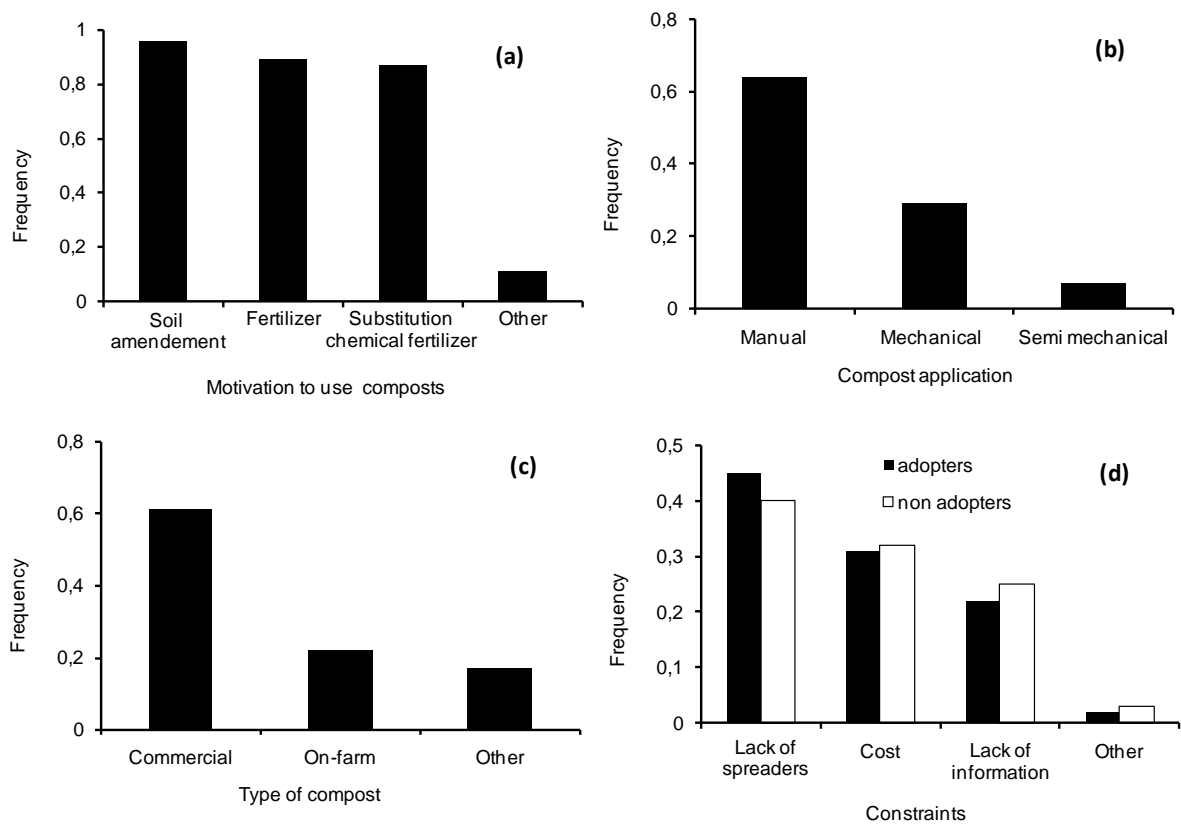 (a)
1
0,8
0,6
0,4
0,2
0
Frequency
Soil amendement
Fertilizer
Substitution chemical fertilizer
Other
Motivation to use composts
(b)
0,8
0,6
0,4
0,2
0
Frequency
Manual
Mechanical
Semi mechanical
Compost application
(c)
0,8
0,6
0,4
0,2
0
Frequency
Commercial
On-farm
Other
Type of compost
(d)
adopters
non adopters
0,5
0,4
0,3
0,2
0,1
0
Frequency
Lack of spreaders
Cost
Lack of information
Other
Constraints